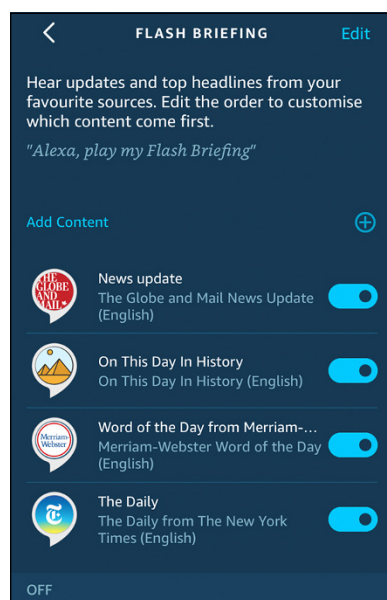 FLASH BRIEFING
Edit
Hear updates and top headlines from your
favourite sources. Edit the order to customise
which content come first.
"Alexa, play my Flash Briefing"
Add Content
THE
GLOBE
AND
MAIL
News update
The Globe and Mail News Update
(English)
On This Day In History
On This Day In History (English)
Merriam-
Webster
Word of the Day from Merriam-...
Merriam-Webster Word of the Day
(English)
The Daily
The Daily from The New York
Times (English)
OFF